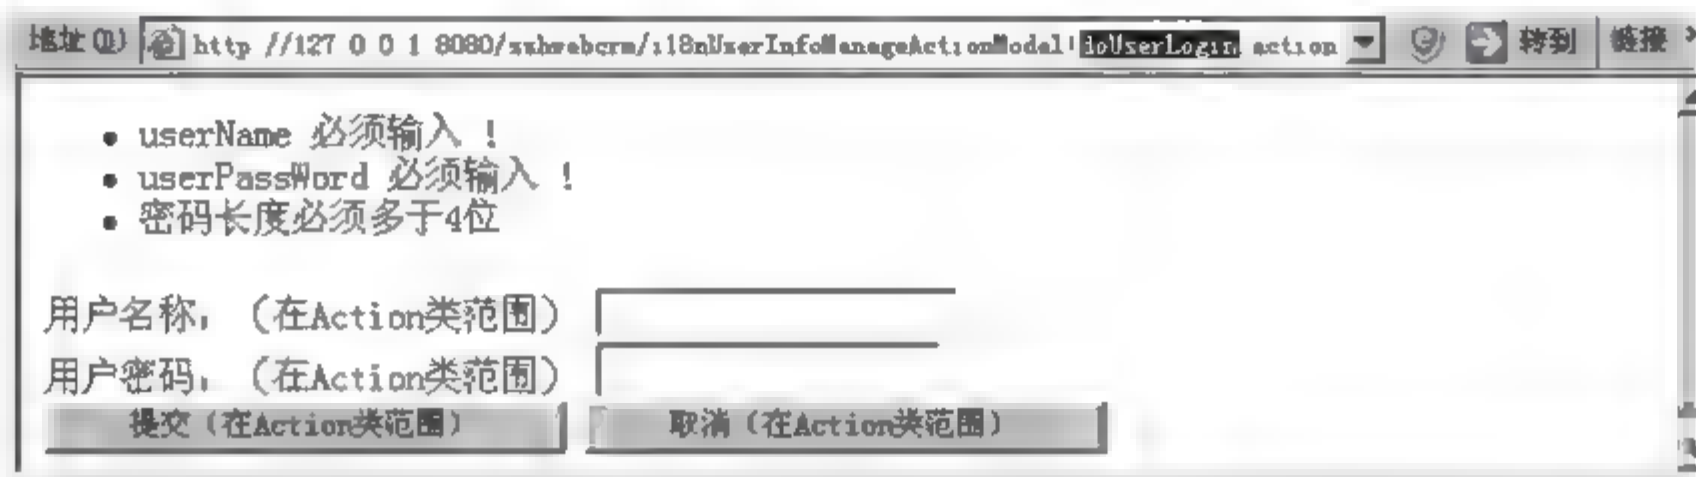 地址(D) http //127 0 0 1 8080/sshwebcrm/i18nUserInfoManageActionModel!doUserLogin action 转到 链接 »
• userName 必须输入 !
• userPassWord 必须输入 !
• 密码长度必须多于4位
用户名称: (在Action类范围)
用户密码: (在Action类范围)
提交(在Action类范围) 取消(在Action类范围)